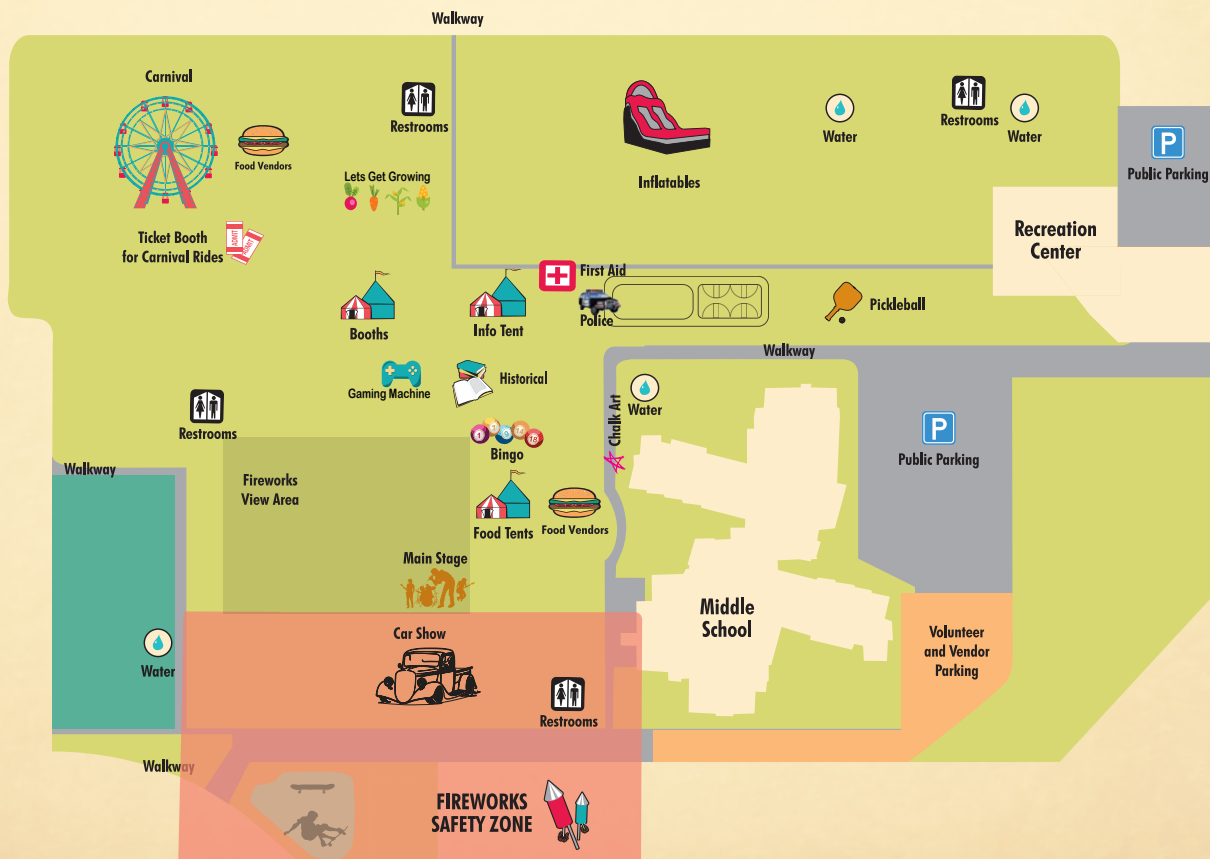 Walkway
Carnival
Restrooms
Food Vendors
Lets Get Growing
Ticket Booth
for Carnival Rides
ADMIT
ADMIT
Inflatables
Water
Restrooms
Water
P
Public Parking
Recreation
Center
First Aid
Police
Booths
Info Tent
Pickleball
Walkway
Gaming Machine
Historical
Water
Chalk Art
Restrooms
Bingo
P
Public Parking
Walkway
Fireworks
View Area
Food Tents
Food Vendors
Main Stage
Middle
School
Car Show
Volunteer
and Vendor
Parking
Water
Restrooms
Walkway
FIREWORKS
SAFETY ZONE